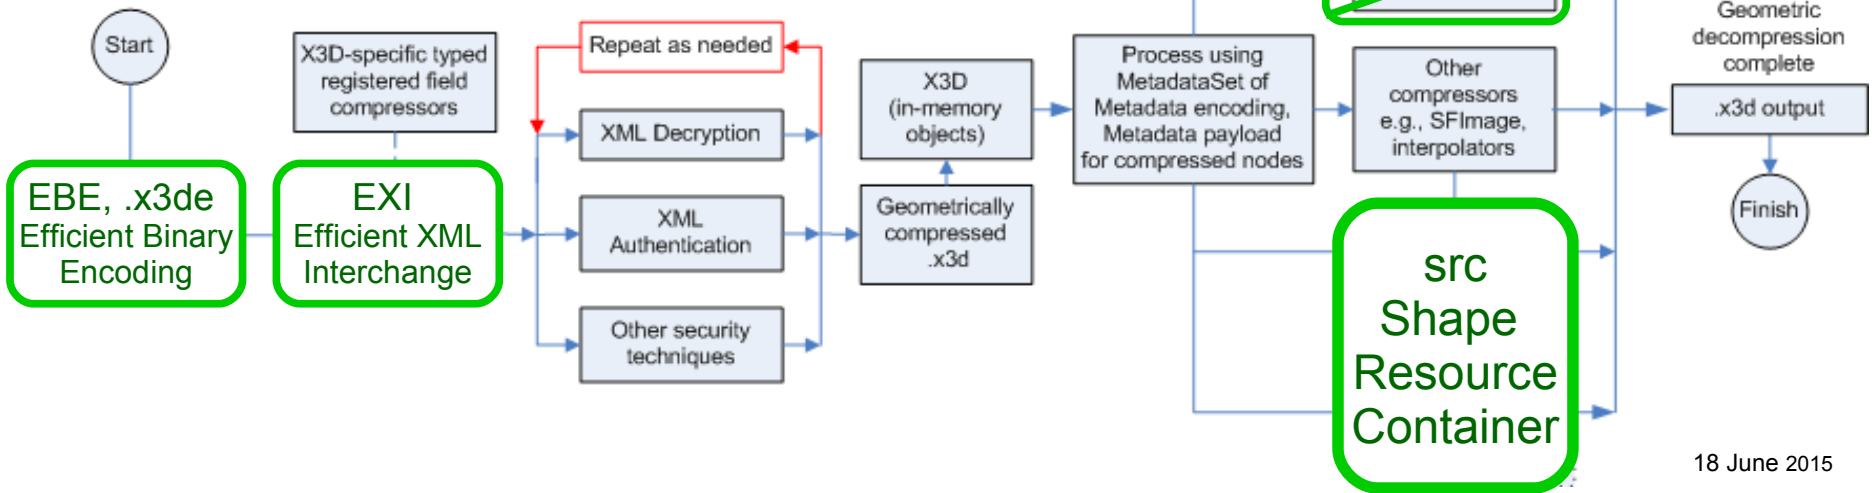 Start
X3D-specific typed
registered field
compressors
EBE, .x3de
Efficient Binary
Encoding
EXI
Efficient XML
Interchange
Repeat as needed
XML Decryption
XML
Authentication
Other security
techniques
X3D
(in-memory
objects)
Geometrically
compressed
.x3d
Process using
MetadataSet of
Metadata encoding,
Metadata payload
for compressed nodes
Other
compressors
e.g., SFImage,
interpolators
src
Shape
Resource
Container
Geometric
decompression
complete
.x3d output
Finish
18 June 2015